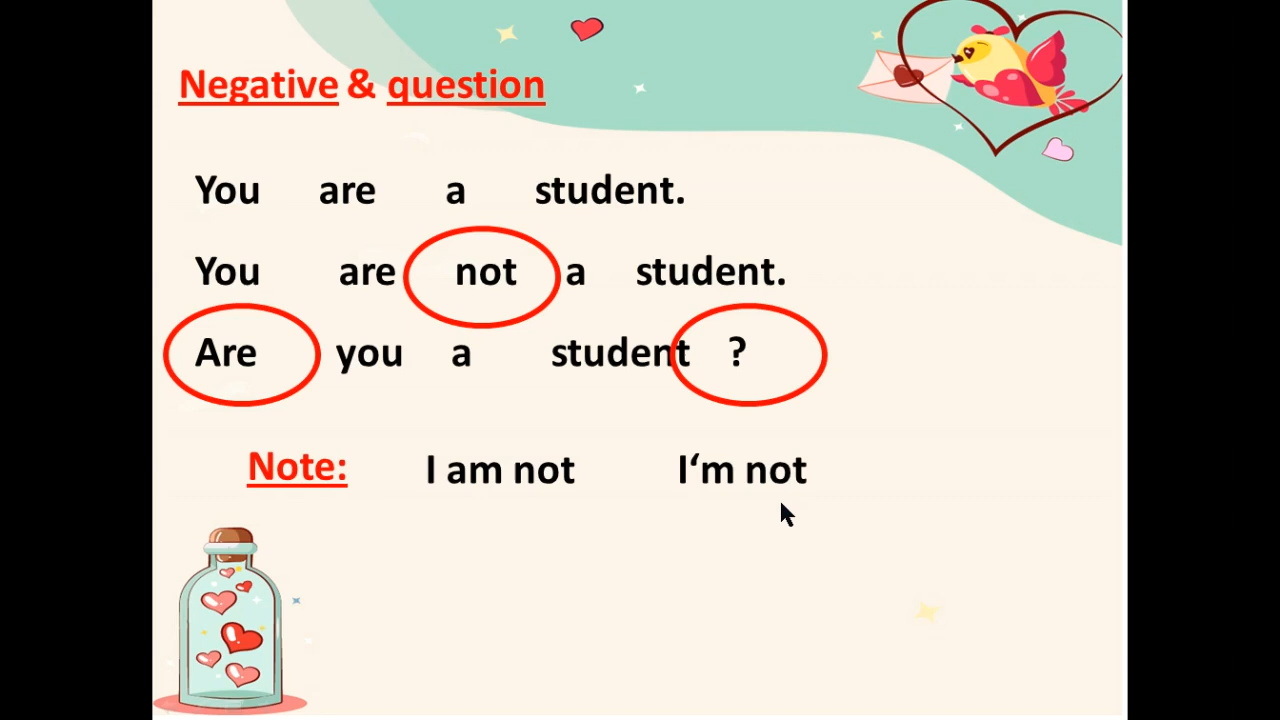 Negative & question
You are a student.
You are not a student.
Are you a student ?
Note: I am not I‘m not